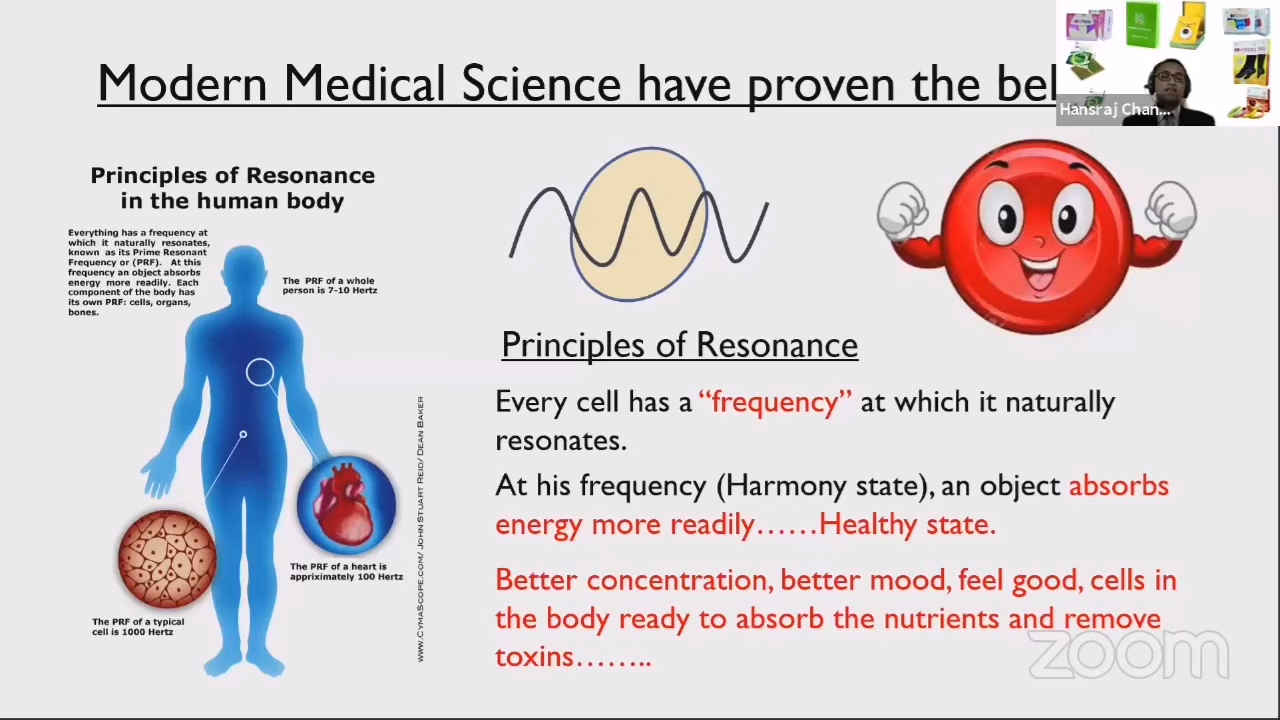 Modern Medical Science have proven the bel
Hansraj Chan...
Principles of Resonance
in the human body
Everything has a frequency at
which it naturally resonates,
known as its Prime Resonant
Frequency or (PRF). At this
frequency an object absorbs
energy more readily. Each
component of the body has
its own PRF: cells, organs,
bones.
The PRF of a whole
person is 7-10 Hertz
The PRF of a heart is
appriximately 100 Hertz
The PRF of a typical
cell is 1000 Hertz
www.CymaScope.com/ John Stuart Reid/ Dean Baker
Principles of Resonance
Every cell has a “frequency” at which it naturally
resonates.
At his frequency (Harmony state), an object absorbs
energy more readily……Healthy state.
Better concentration, better mood, feel good, cells in
the body ready to absorb the nutrients and remove
toxins……..
zoom